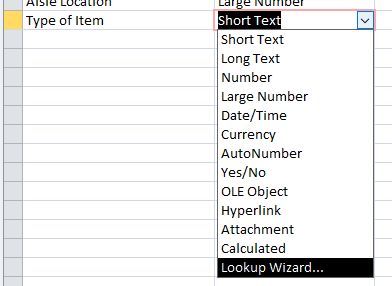 Aisle Location Large Number
Type of Item Short Text
Short Text
Long Text
Number
Large Number
Date/Time
Currency
AutoNumber
Yes/No
OLE Object
Hyperlink
Attachment
Calculated
Lookup Wizard...